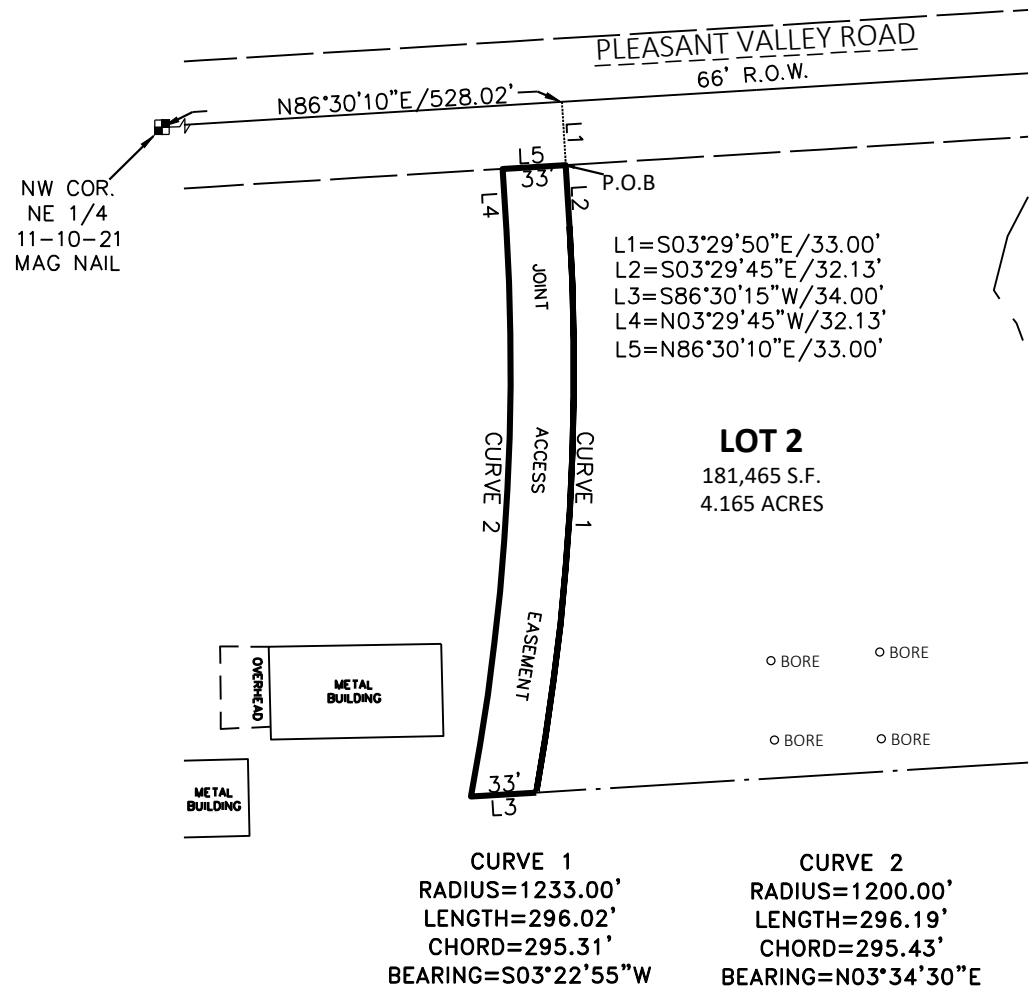 PLEASANT VALLEY ROAD
66' R.O.W.
N86°30'10"E/528.02'
L1
L5
33'
P.O.B
NW COR.
NE 1/4
11-10-21
MAG NAIL
L4
L2
L1=S03°29'50"E/33.00'
L2=S03°29'45"E/32.13'
L3=S86°30'15"W/34.00'
L4=N03°29'45"W/32.13'
L5=N86°30'10"E/33.00'
JOINT
ACCESS
EASEMENT
CURVE 2
CURVE 1
LOT 2
181,465 S.F.
4.165 ACRES
OVERHEAD
METAL
BUILDING
BORE
BORE
BORE
BORE
METAL
BUILDING
33'
L3
CURVE 1
RADIUS=1233.00'
LENGTH=296.02'
CHORD=295.31'
BEARING=S03°22'55"W
CURVE 2
RADIUS=1200.00'
LENGTH=296.19'
CHORD=295.43'
BEARING=N03°34'30"E